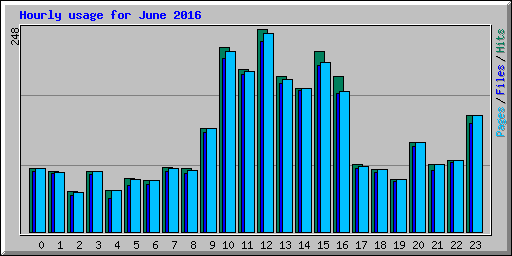 Hourly usage for June 2016
248
Pages / Files / Hits
0 1 2 3 4 5 6 7 8 9 10 11 12 13 14 15 16 17 18 19 20 21 22 23